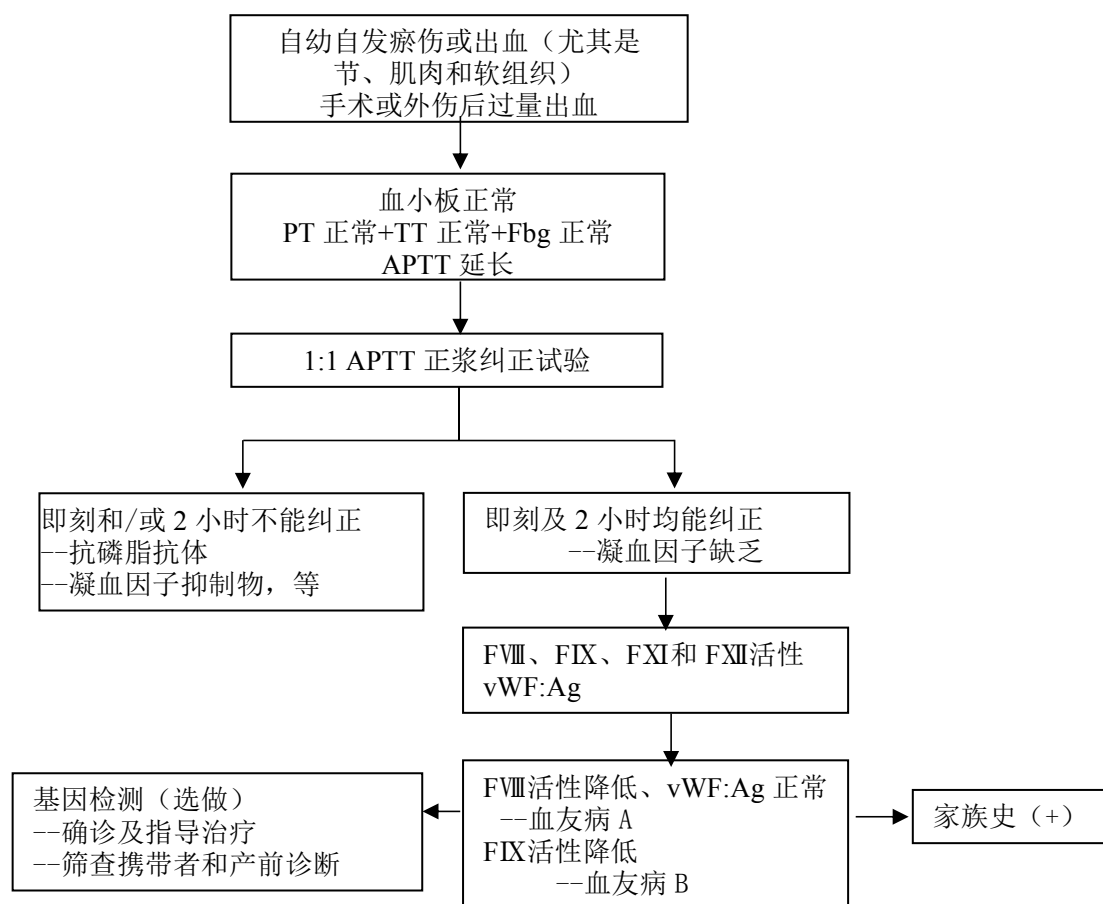 自幼自发瘀伤或出血（尤其是
节、肌肉和软组织）
手术或外伤后过量出血
血小板正常
PT 正常+TT 正常+Fbg 正常
APTT 延长
1:1 APTT 正浆纠正试验
即刻和/或 2 小时不能纠正
--抗磷脂抗体
--凝血因子抑制物，等
即刻及 2 小时均能纠正
--凝血因子缺乏
FⅧ、FⅨ、FⅪ和 FⅫ活性
vWF:Ag
基因检测（选做）
--确诊及指导治疗
--筛查携带者和产前诊断
FⅧ活性降低、vWF:Ag 正常
--血友病 A
FⅨ活性降低
--血友病 B
家族史（+）